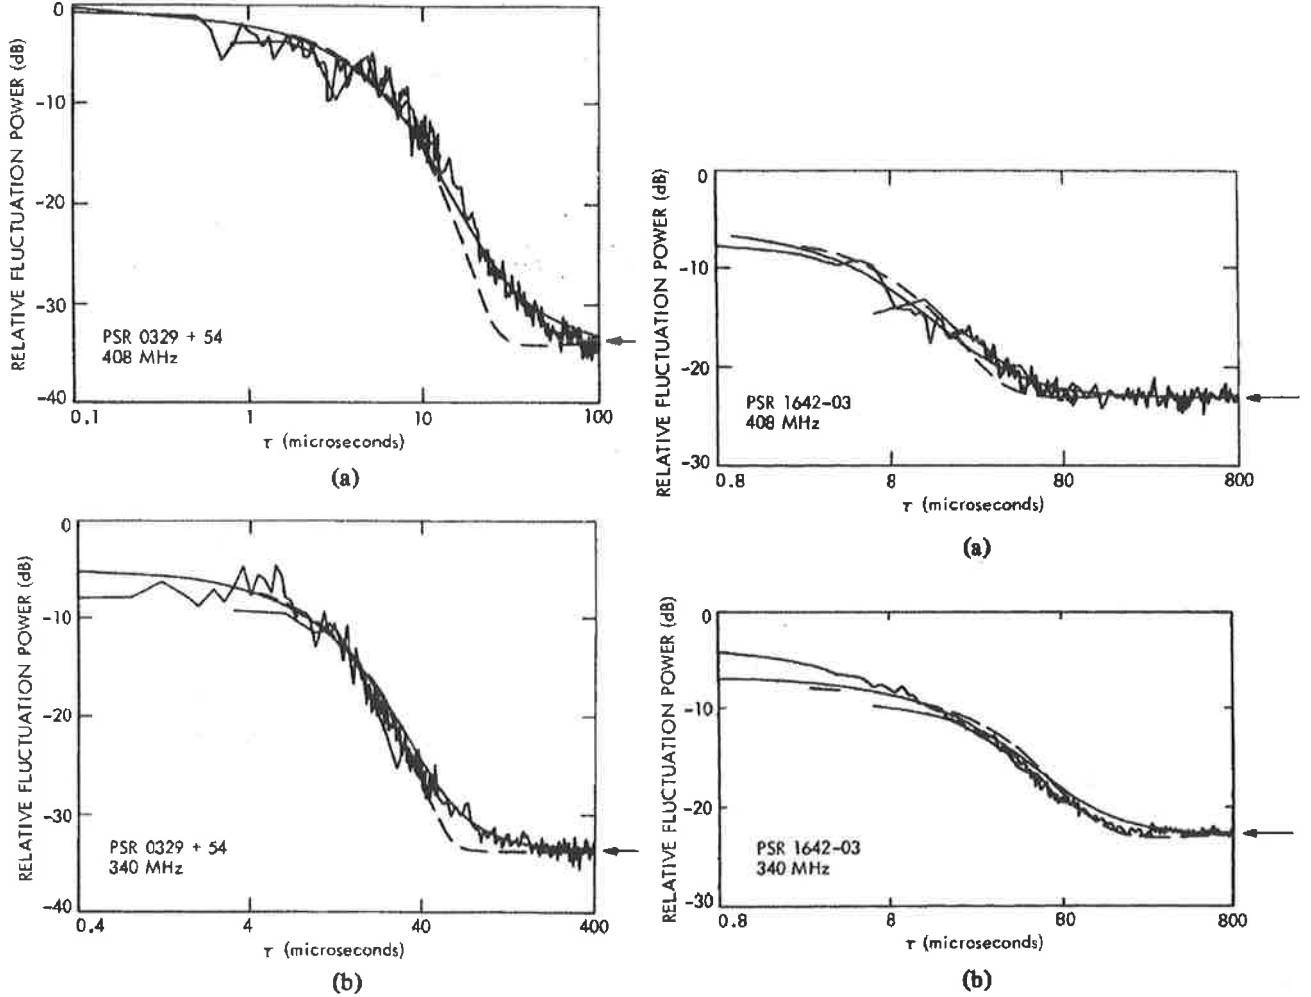 RELATIVE FLUCTUATION POWER (dB)
0
-10
-20
-30
-40
PSR 0329 + 54
408 MHz
0.1
1
10
100
τ (microseconds)
(a)
RELATIVE FLUCTUATION POWER (dB)
0
-10
-20
-30
-40
PSR 0329 + 54
340 MHz
0.4
4
40
400
τ (microseconds)
(b)
RELATIVE FLUCTUATION POWER (dB)
0
-10
-20
-30
PSR 1642-03
408 MHz
0.8
8
80
800
τ (microseconds)
(a)
RELATIVE FLUCTUATION POWER (dB)
0
-10
-20
-30
PSR 1642-03
340 MHz
0.8
8
80
800
τ (microseconds)
(b)